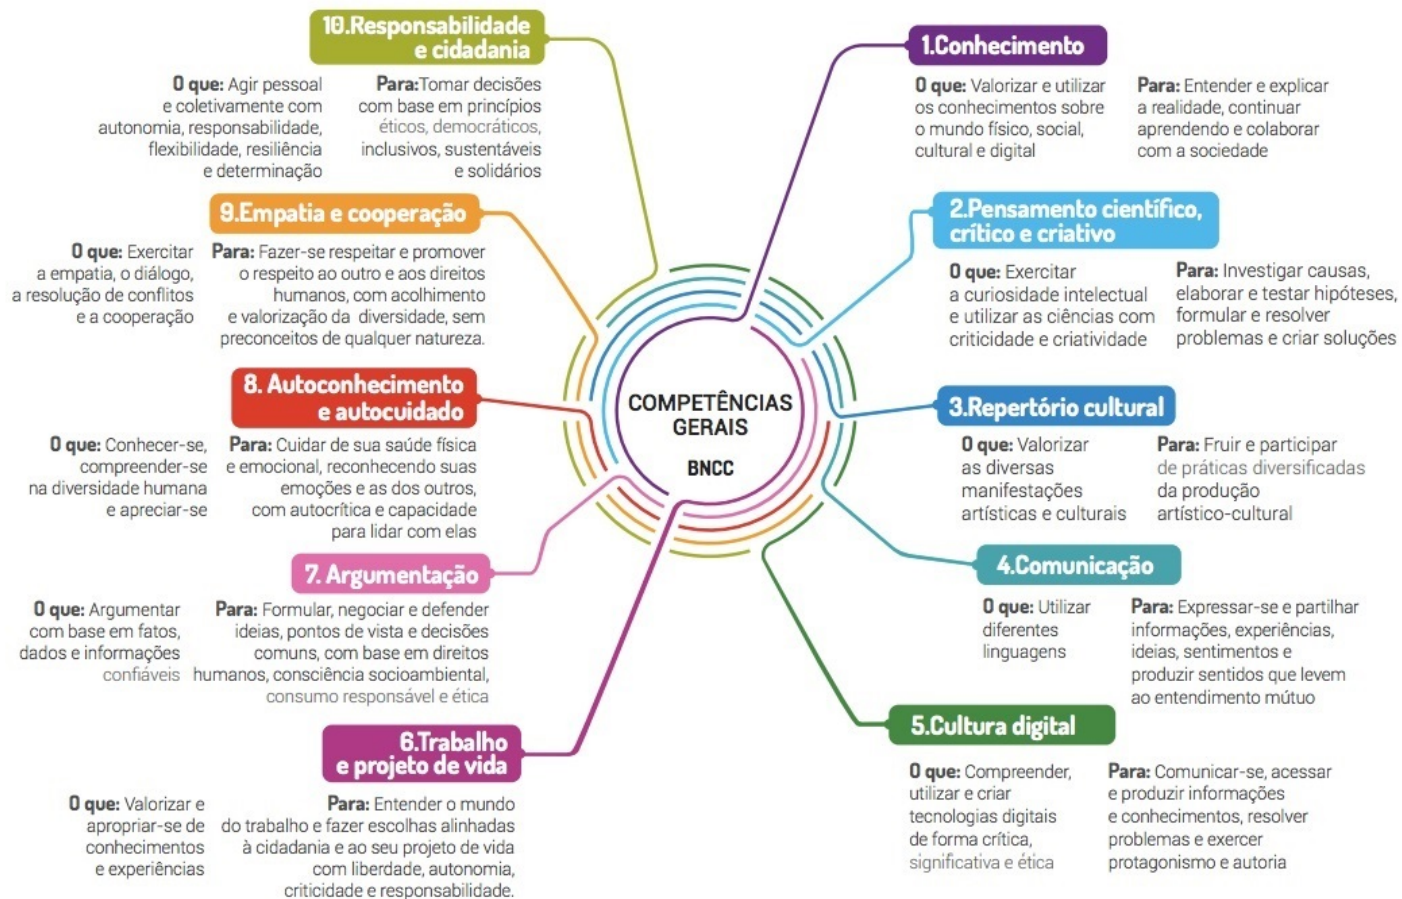 COMPETÊNCIAS
GERAIS
BNCC
1.Conhecimento
O que: Valorizar e utilizar
os conhecimentos sobre
o mundo físico, social,
cultural e digital
Para: Entender e explicar
a realidade, continuar
aprendendo e colaborar
com a sociedade
2.Pensamento científico,
crítico e criativo
O que: Exercitar
a curiosidade intelectual
e utilizar as ciências com
criticidade e criatividade
Para: Investigar causas,
elaborar e testar hipóteses,
formular e resolver
problemas e criar soluções
3.Repertório cultural
O que: Valorizar
as diversas
manifestações
artísticas e culturais
Para: Fruir e participar
de práticas diversificadas
da produção
artístico-cultural
4.Comunicação
O que: Utilizar
diferentes
linguagens
Para: Expressar-se e partilhar
informações, experiências,
ideias, sentimentos e
produzir sentidos que levem
ao entendimento mútuo
5.Cultura digital
O que: Compreender,
utilizar e criar
tecnologias digitais
de forma crítica,
significativa e ética
Para: Comunicar-se, acessar
e produzir informações
e conhecimentos, resolver
problemas e exercer
protagonismo e autoria
6.Trabalho
e projeto de vida
O que: Valorizar e
apropriar-se de
conhecimentos
e experiências
Para: Entender o mundo
do trabalho e fazer escolhas alinhadas
à cidadania e ao seu projeto de vida
com liberdade, autonomia,
criticidade e responsabilidade.
7. Argumentação
O que: Argumentar
com base em fatos,
dados e informações
confiáveis
Para: Formular, negociar e defender
ideias, pontos de vista e decisões
comuns, com base em direitos
humanos, consciência socioambiental,
consumo responsável e ética
8. Autoconhecimento
e autocuidado
O que: Conhecer-se,
compreender-se
na diversidade humana
e apreciar-se
Para: Cuidar de sua saúde física
e emocional, reconhecendo suas
emoções e as dos outros,
com autocrítica e capacidade
para lidar com elas
9.Empatia e cooperação
O que: Exercitar
a empatia, o diálogo,
a resolução de conflitos
e a cooperação
Para: Fazer-se respeitar e promover
o respeito ao outro e aos direitos
humanos, com acolhimento
e valorização da diversidade, sem
preconceitos de qualquer natureza.
10.Responsabilidade
e cidadania
O que: Agir pessoal
e coletivamente com
autonomia, responsabilidade,
flexibilidade, resiliência
e determinação
Para:Tomar decisões
com base em princípios
éticos, democráticos,
inclusivos, sustentáveis
e solidários